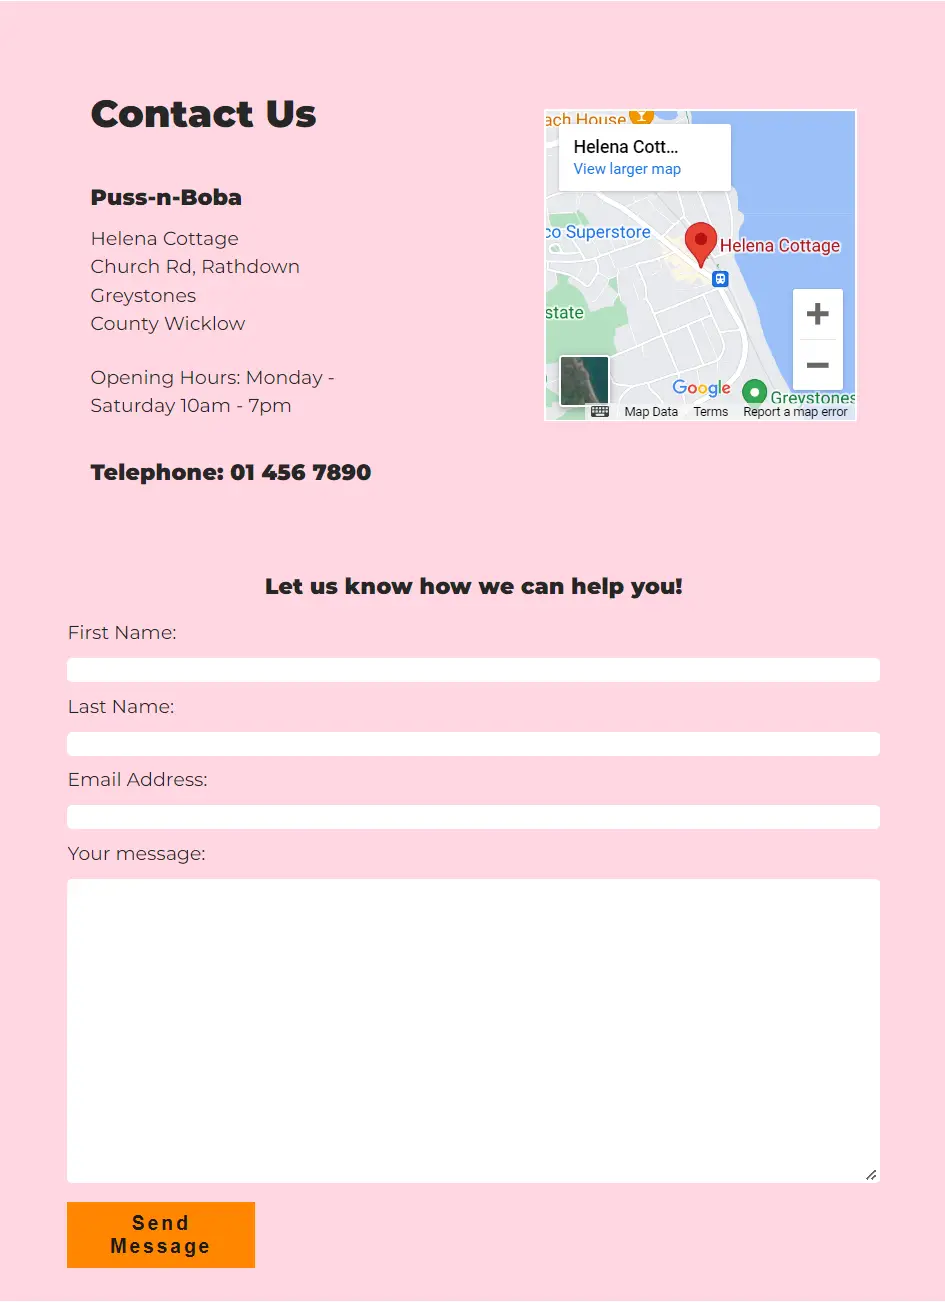 Contact Us
Puss-n-Boba
Helena Cottage
Church Rd, Rathdown
Greystones
County Wicklow
Opening Hours: Monday -
Saturday 10am - 7pm
Telephone: 01 456 7890
ach House
Helena Cott...
View larger map
co Superstore
Helena Cottage
state
Google
Greystones
Map Data Terms Report a map error
Let us know how we can help you!
First Name:
Last Name:
Email Address:
Your message:
Send
Message